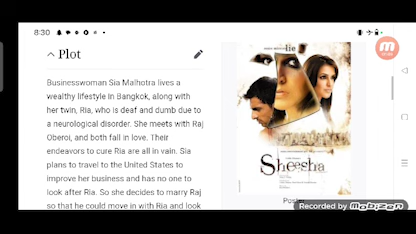 8:30
Plot
Businesswoman Sia Malhotra lives a
wealthy lifestyle in Bangkok, along with
her twin, Ria, who is deaf and dumb due to
a neurological disorder. She meets with Raj
Oberoi, and both fall in love. Their
endeavors to cure Ria are all in vain. Sia
plans to travel to the United States to
improve her business and has no one to
look after Ria. So she decides to marry Raj
so that he could move in with Ria and look
lie
Sheesha
Poster
Recorded by mobizen